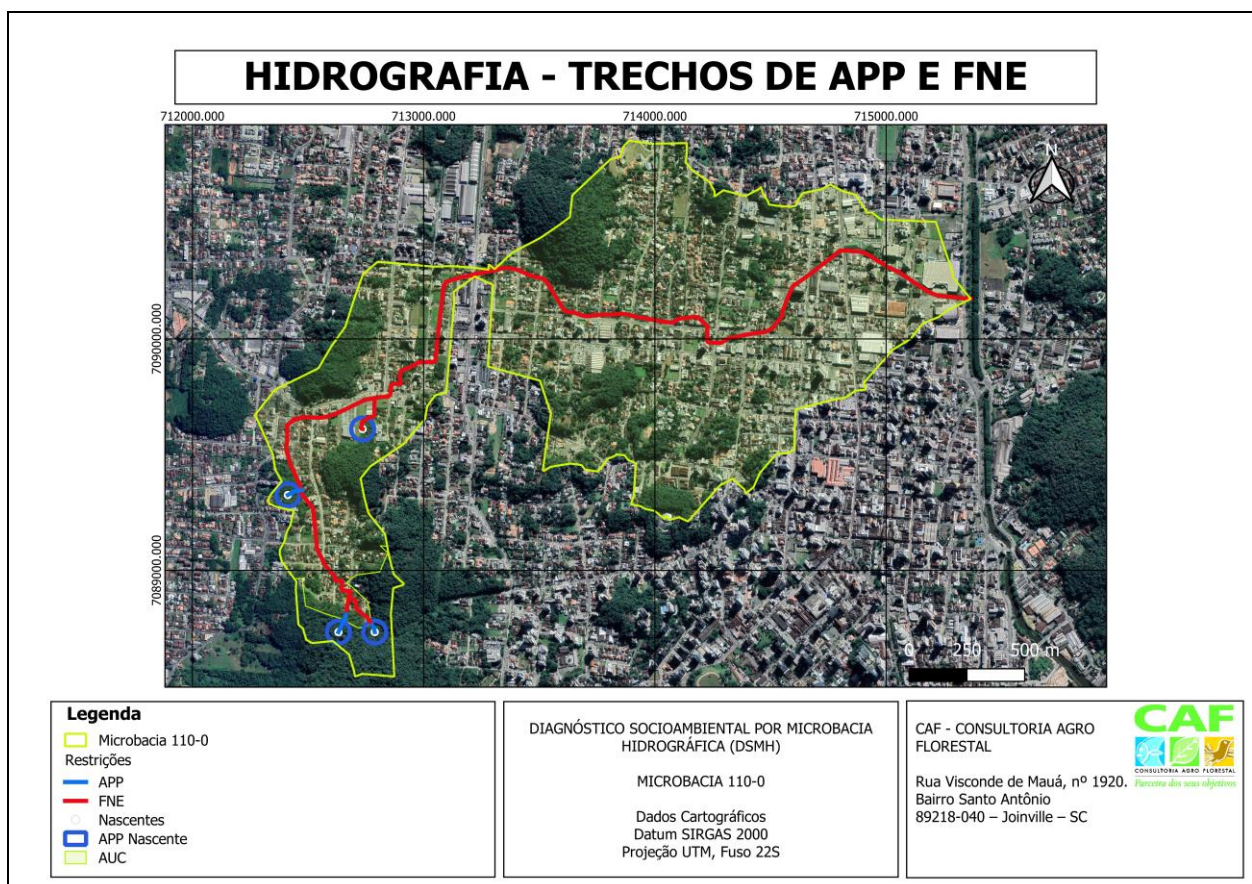 HIDROGRAFIA - TRECHOS DE APP E FNE
712000.000
713000.000
714000.000
715000.000
N
7090000.000
7089000.000
0 250 500 m
Legenda
Microbacia 110-0
Restrições
APP
FNE
Nascentes
APP Nascente
AUC
DIAGNÓSTICO SOCIOAMBIENTAL POR MICROBACIA
HIDROGRÁFICA (DSMH)
MICROBACIA 110-0
Dados Cartográficos
Datum SIRGAS 2000
Projeção UTM, Fuso 22S
CAF - CONSULTORIA AGRO
FLORESTAL
Rua Visconde de Mauá, nº 1920.
Bairro Santo Antônio
89218-040 – Joinville – SC
CAF
CONSULTORIA AGRO FLORESTAL
Parceira dos seus objetivos